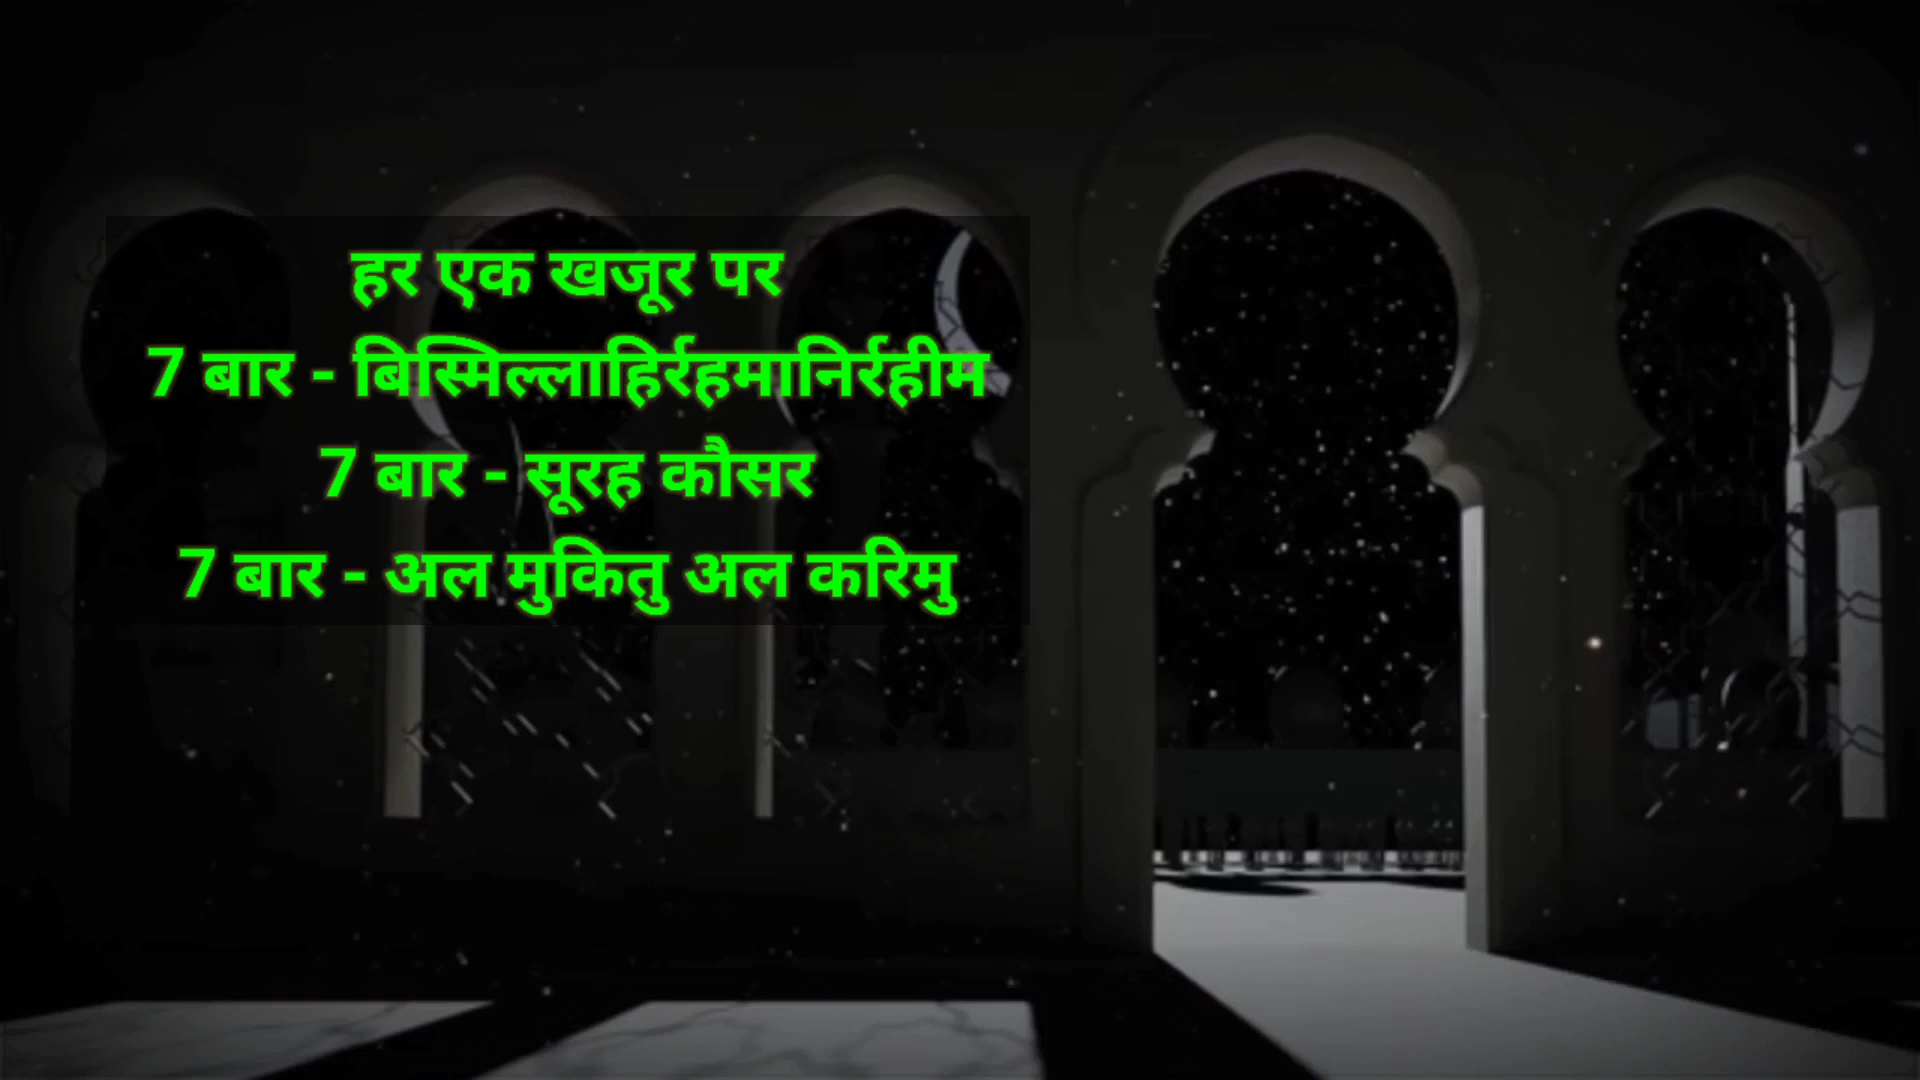 हर एक खजूर पर
7 बार - बिस्मिल्लाहिर्रहमानिर्रहीम
7 बार - सूरह कौसर
7 बार - अल मुकितु अल करिमु